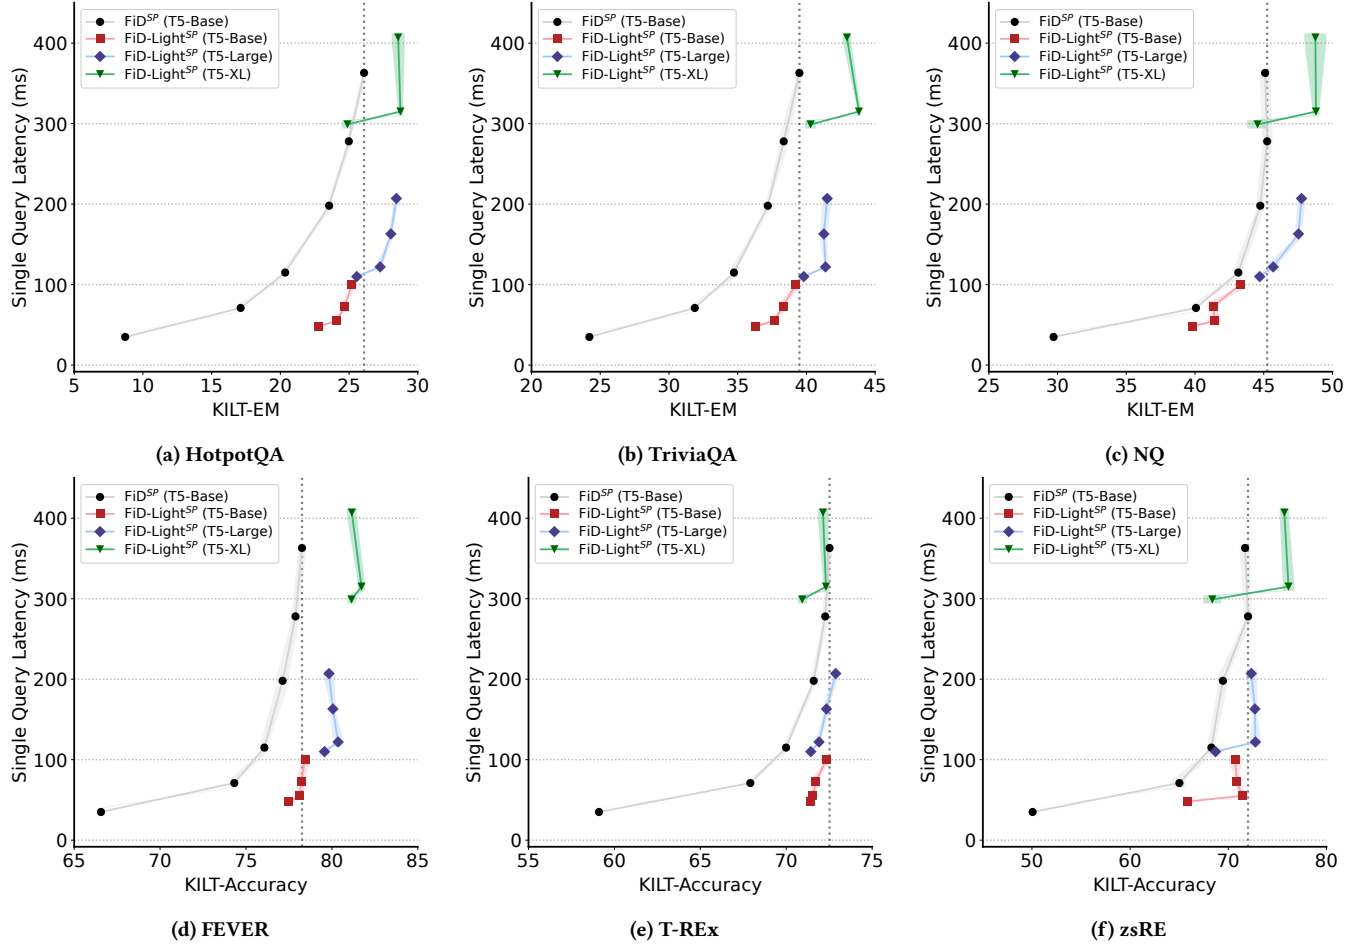 FiD^SP (T5-Base)
FiD-Light^SP (T5-Base)
FiD-Light^SP (T5-Large)
FiD-Light^SP (T5-XL)
Single Query Latency (ms)
400
300
200
100
0
5 10 15 20 25 30
KILT-EM
(a) HotpotQA
FiD^SP (T5-Base)
FiD-Light^SP (T5-Base)
FiD-Light^SP (T5-Large)
FiD-Light^SP (T5-XL)
Single Query Latency (ms)
400
300
200
100
0
20 25 30 35 40 45
KILT-EM
(b) TriviaQA
FiD^SP (T5-Base)
FiD-Light^SP (T5-Base)
FiD-Light^SP (T5-Large)
FiD-Light^SP (T5-XL)
Single Query Latency (ms)
400
300
200
100
0
25 30 35 40 45 50
KILT-EM
(c) NQ
FiD^SP (T5-Base)
FiD-Light^SP (T5-Base)
FiD-Light^SP (T5-Large)
FiD-Light^SP (T5-XL)
Single Query Latency (ms)
400
300
200
100
0
65 70 75 80 85
KILT-Accuracy
(d) FEVER
FiD^SP (T5-Base)
FiD-Light^SP (T5-Base)
FiD-Light^SP (T5-Large)
FiD-Light^SP (T5-XL)
Single Query Latency (ms)
400
300
200
100
0
55 60 65 70 75
KILT-Accuracy
(e) T-REx
FiD^SP (T5-Base)
FiD-Light^SP (T5-Base)
FiD-Light^SP (T5-Large)
FiD-Light^SP (T5-XL)
Single Query Latency (ms)
400
300
200
100
0
50 60 70 80
KILT-Accuracy
(f) zsRE